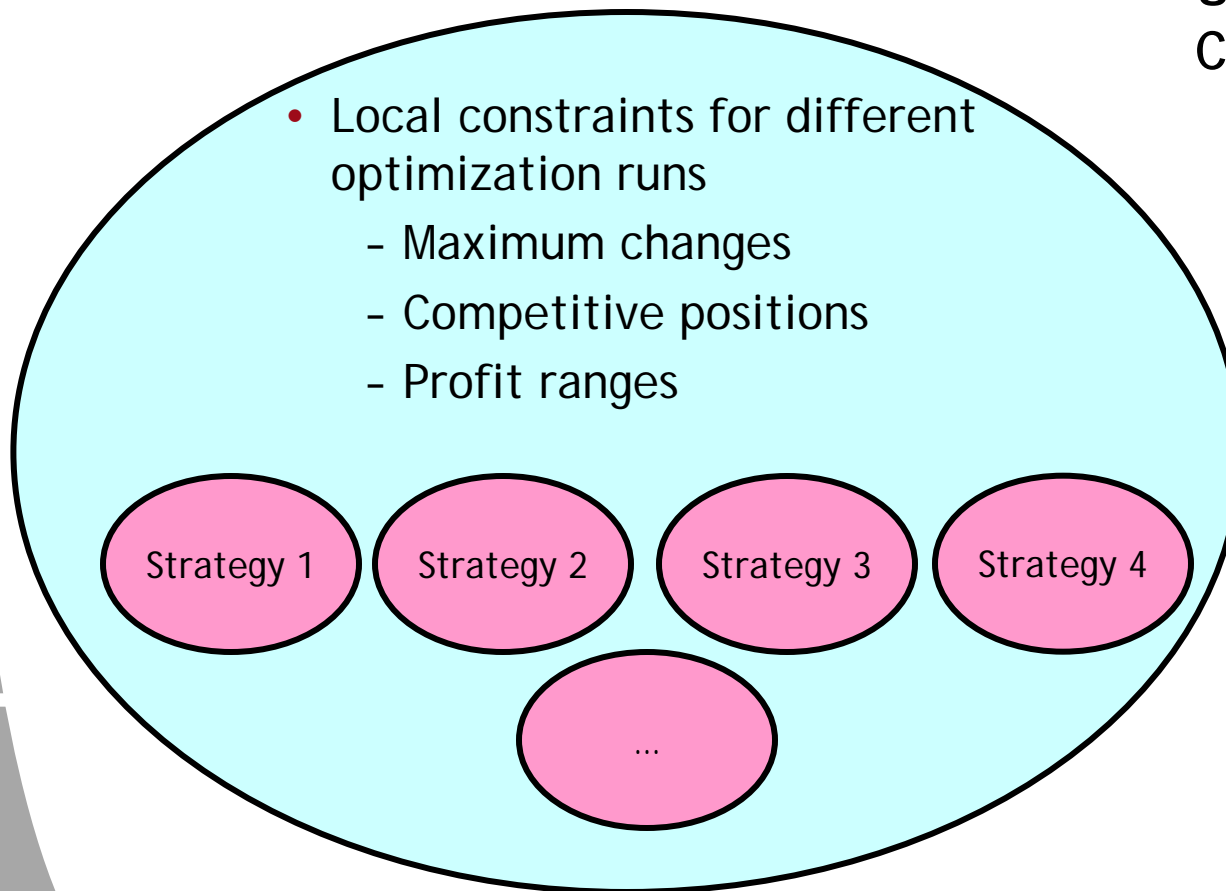 • Local constraints for different
optimization runs
- Maximum changes
- Competitive positions
- Profit ranges
Strategy 1 Strategy 2 Strategy 3 Strategy 4
...